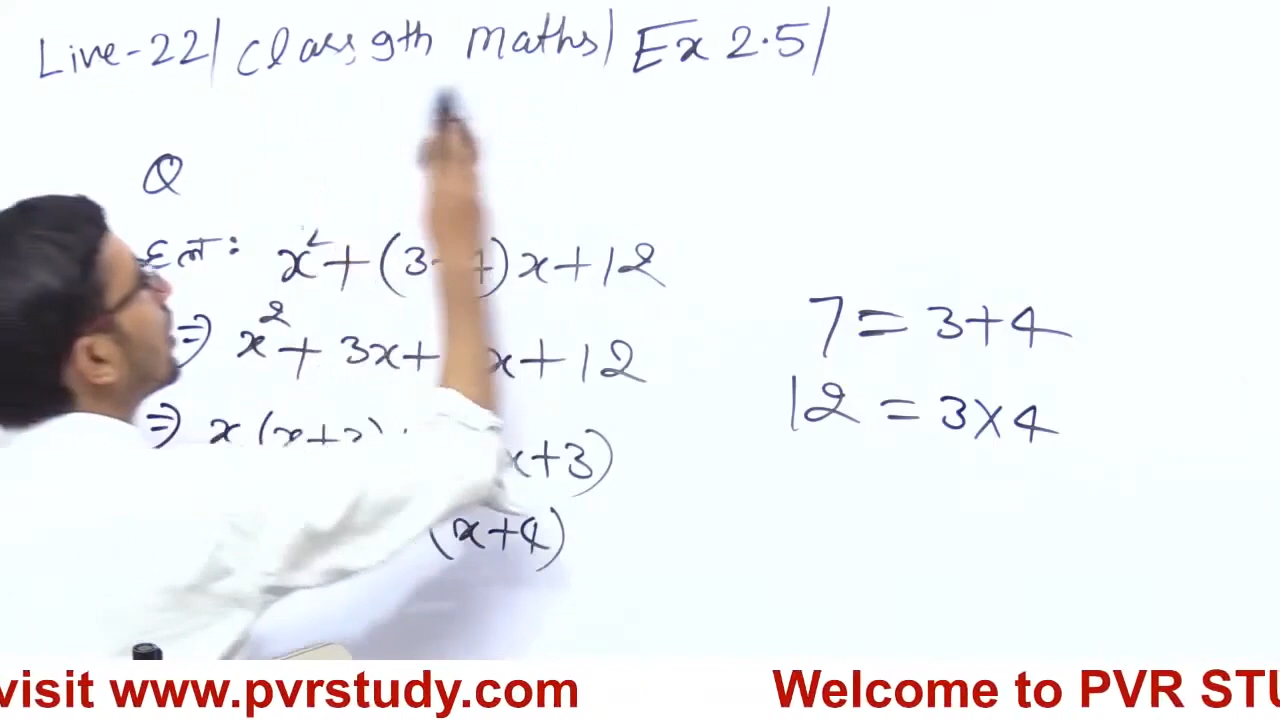 Live-22| Class 9th Maths| Ex 2.5|
Q
हल:
x² + (3 4)x + 12
⇒ x² + 3x + x + 12
7 = 3+4
⇒ x(x+3) x+3)
12 = 3×4
(x+4)
visit www.pvrstudy.com
Welcome to PVR STU